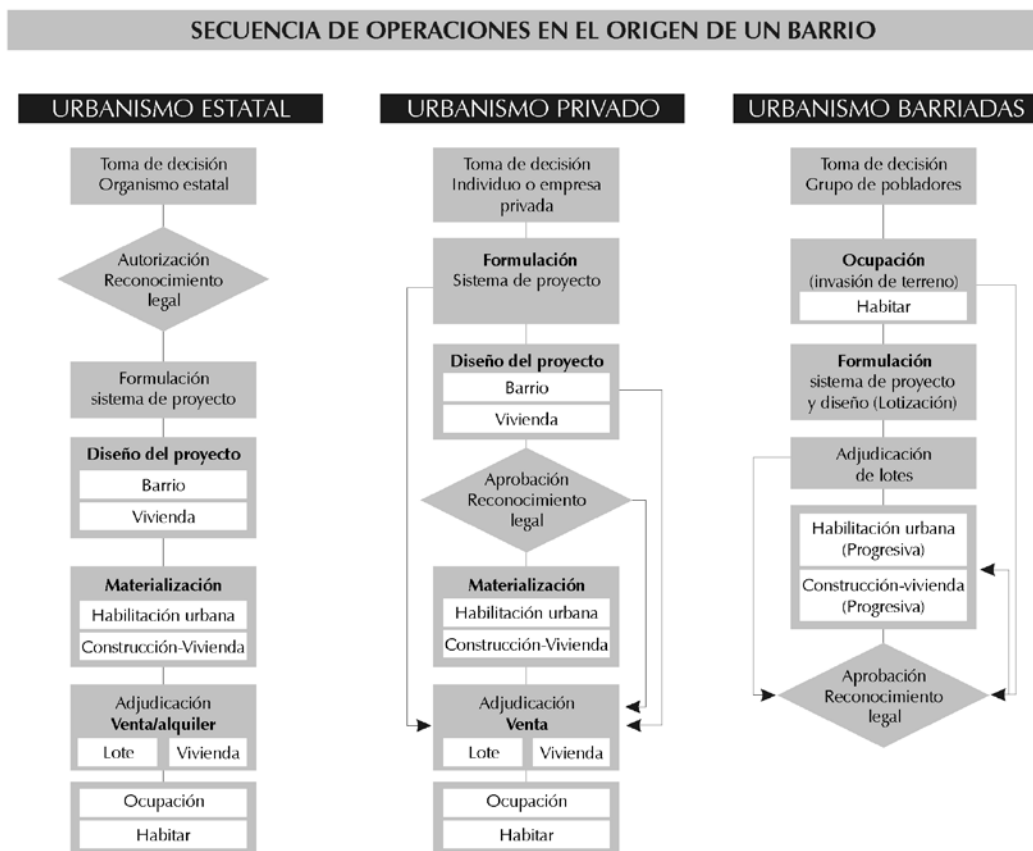 SECUENCIA DE OPERACIONES EN EL ORIGEN DE UN BARRIO
URBANISMO ESTATAL
Toma de decisión
Organismo estatal
Autorización
Reconocimiento
legal
Formulación
sistema de proyecto
Diseño del proyecto
Barrio
Vivienda
Materialización
Habilitación urbana
Construcción-Vivienda
Adjudicación
Venta/alquiler
Lote
Vivienda
Ocupación
Habitar
URBANISMO PRIVADO
Toma de decisión
Individuo o empresa
privada
Formulación
Sistema de proyecto
Diseño del proyecto
Barrio
Vivienda
Aprobación
Reconocimiento
legal
Materialización
Habilitación urbana
Construcción-Vivienda
Adjudicación
Venta
Lote
Vivienda
Ocupación
Habitar
URBANISMO BARRIADAS
Toma de decisión
Grupo de pobladores
Ocupación
(invasión de terreno)
Habitar
Formulación
sistema de proyecto
y diseño (Lotización)
Adjudicación
de lotes
Habilitación urbana
(Progresiva)
Construcción-vivienda
(Progresiva)
Aprobación
Reconocimiento
legal